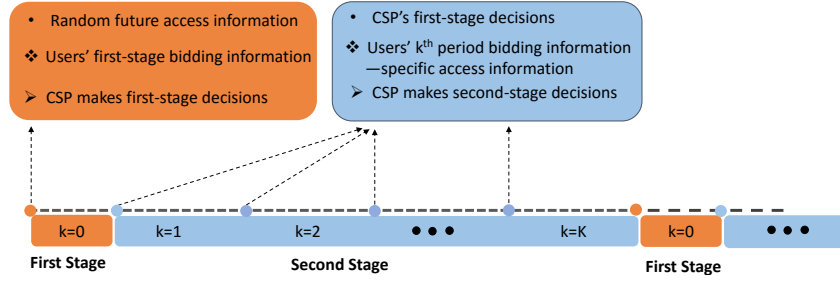 • Random future access information
❖ Users' first-stage bidding information
➢ CSP makes first-stage decisions
• CSP's first-stage decisions
❖ Users' kth period bidding information
—specific access information
➢ CSP makes second-stage decisions
k=0 k=1 k=2 ••• k=K k=0 •••
First Stage Second Stage First Stage